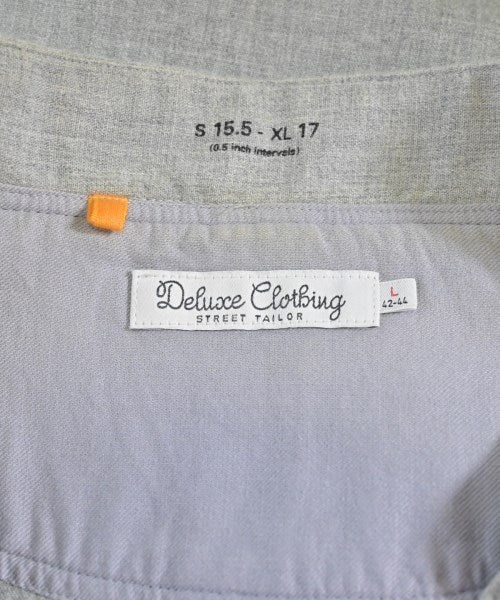 S 15.5 - XL 17
(0.5 inch intervals)
Deluxe Clothing
STREET TAILOR
L
42-44